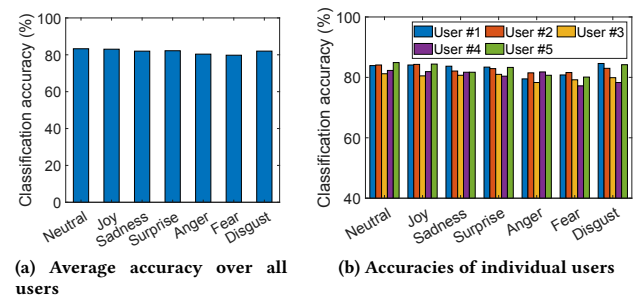 Classification accuracy (%)
100
80
60
40
20
0
Neutral
Joy
Sadness
Surprise
Anger
Fear
Disgust
(a) Average accuracy over all
users
Classification accuracy (%)
100
80
60
40
User #1 User #2 User #3
User #4 User #5
Neutral
Joy
Sadness
Surprise
Anger
Fear
Disgust
(b) Accuracies of individual users